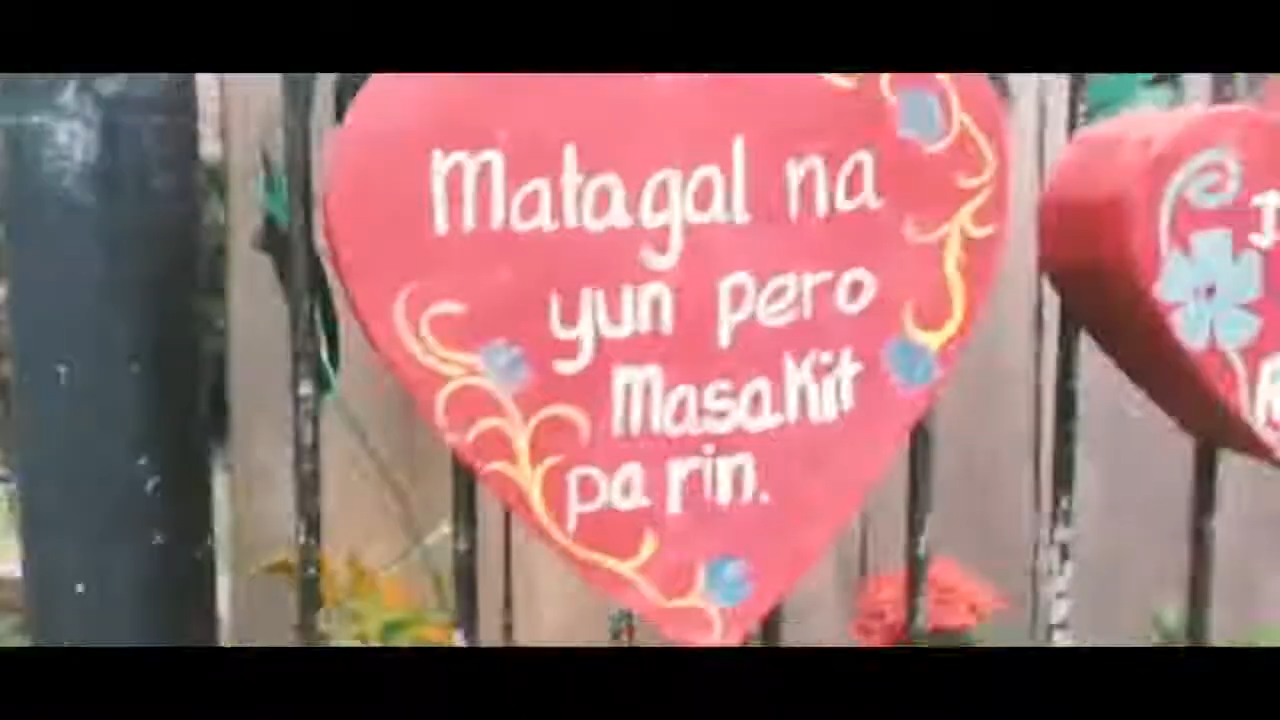 Matagal na
yun pero
MasaKit
pa rin.